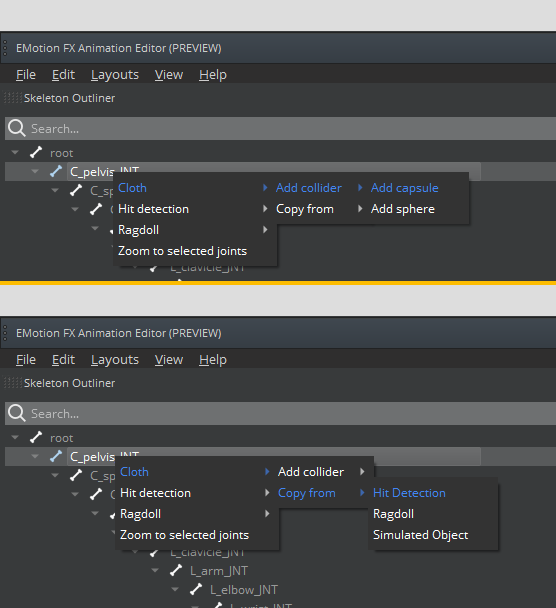 EMotion FX Animation Editor (PREVIEW)
File Edit Layouts View Help
Skeleton Outliner
Search...
root
C_pelvis_JNT
C_sp
Cloth Add collider Add capsule
Hit detection Copy from Add sphere
Ragdoll
Zoom to selected joints
L_clavicle_JNT
EMotion FX Animation Editor (PREVIEW)
File Edit Layouts View Help
Skeleton Outliner
Search...
root
C_pelvis_JNT
C_sp
Cloth Add collider
Hit detection Copy from Hit Detection
Ragdoll Ragdoll
Zoom to selected joints Simulated Object
L_clavicle_JNT
L_arm_JNT
L_elbow_JNT
L_wrist_JNT